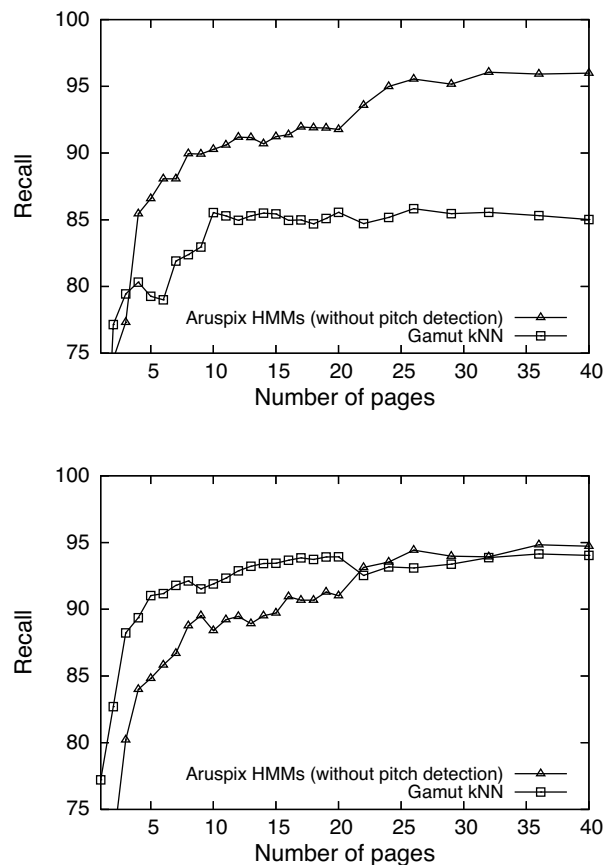 100
95
90
85
80
75
Recall
Aruspix HMMs (without pitch detection)
Gamut kNN
5 10 15 20 25 30 35 40
Number of pages
100
95
90
85
80
75
Recall
Aruspix HMMs (without pitch detection)
Gamut kNN
5 10 15 20 25 30 35 40
Number of pages